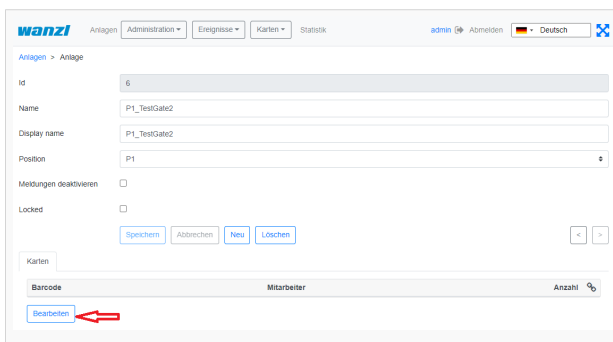 wanzl Anlagen Administration Ereignisse Karten Statistik admin Abmelden Deutsch
Anlagen > Anlage
Id 6
Name P1_TestGate2
Display name P1_TestGate2
Position P1
Meldungen deaktivieren
Locked
Speichern Abbrechen Neu Löschen < >
Karten
Barcode Mitarbeiter Anzahl
Bearbeiten